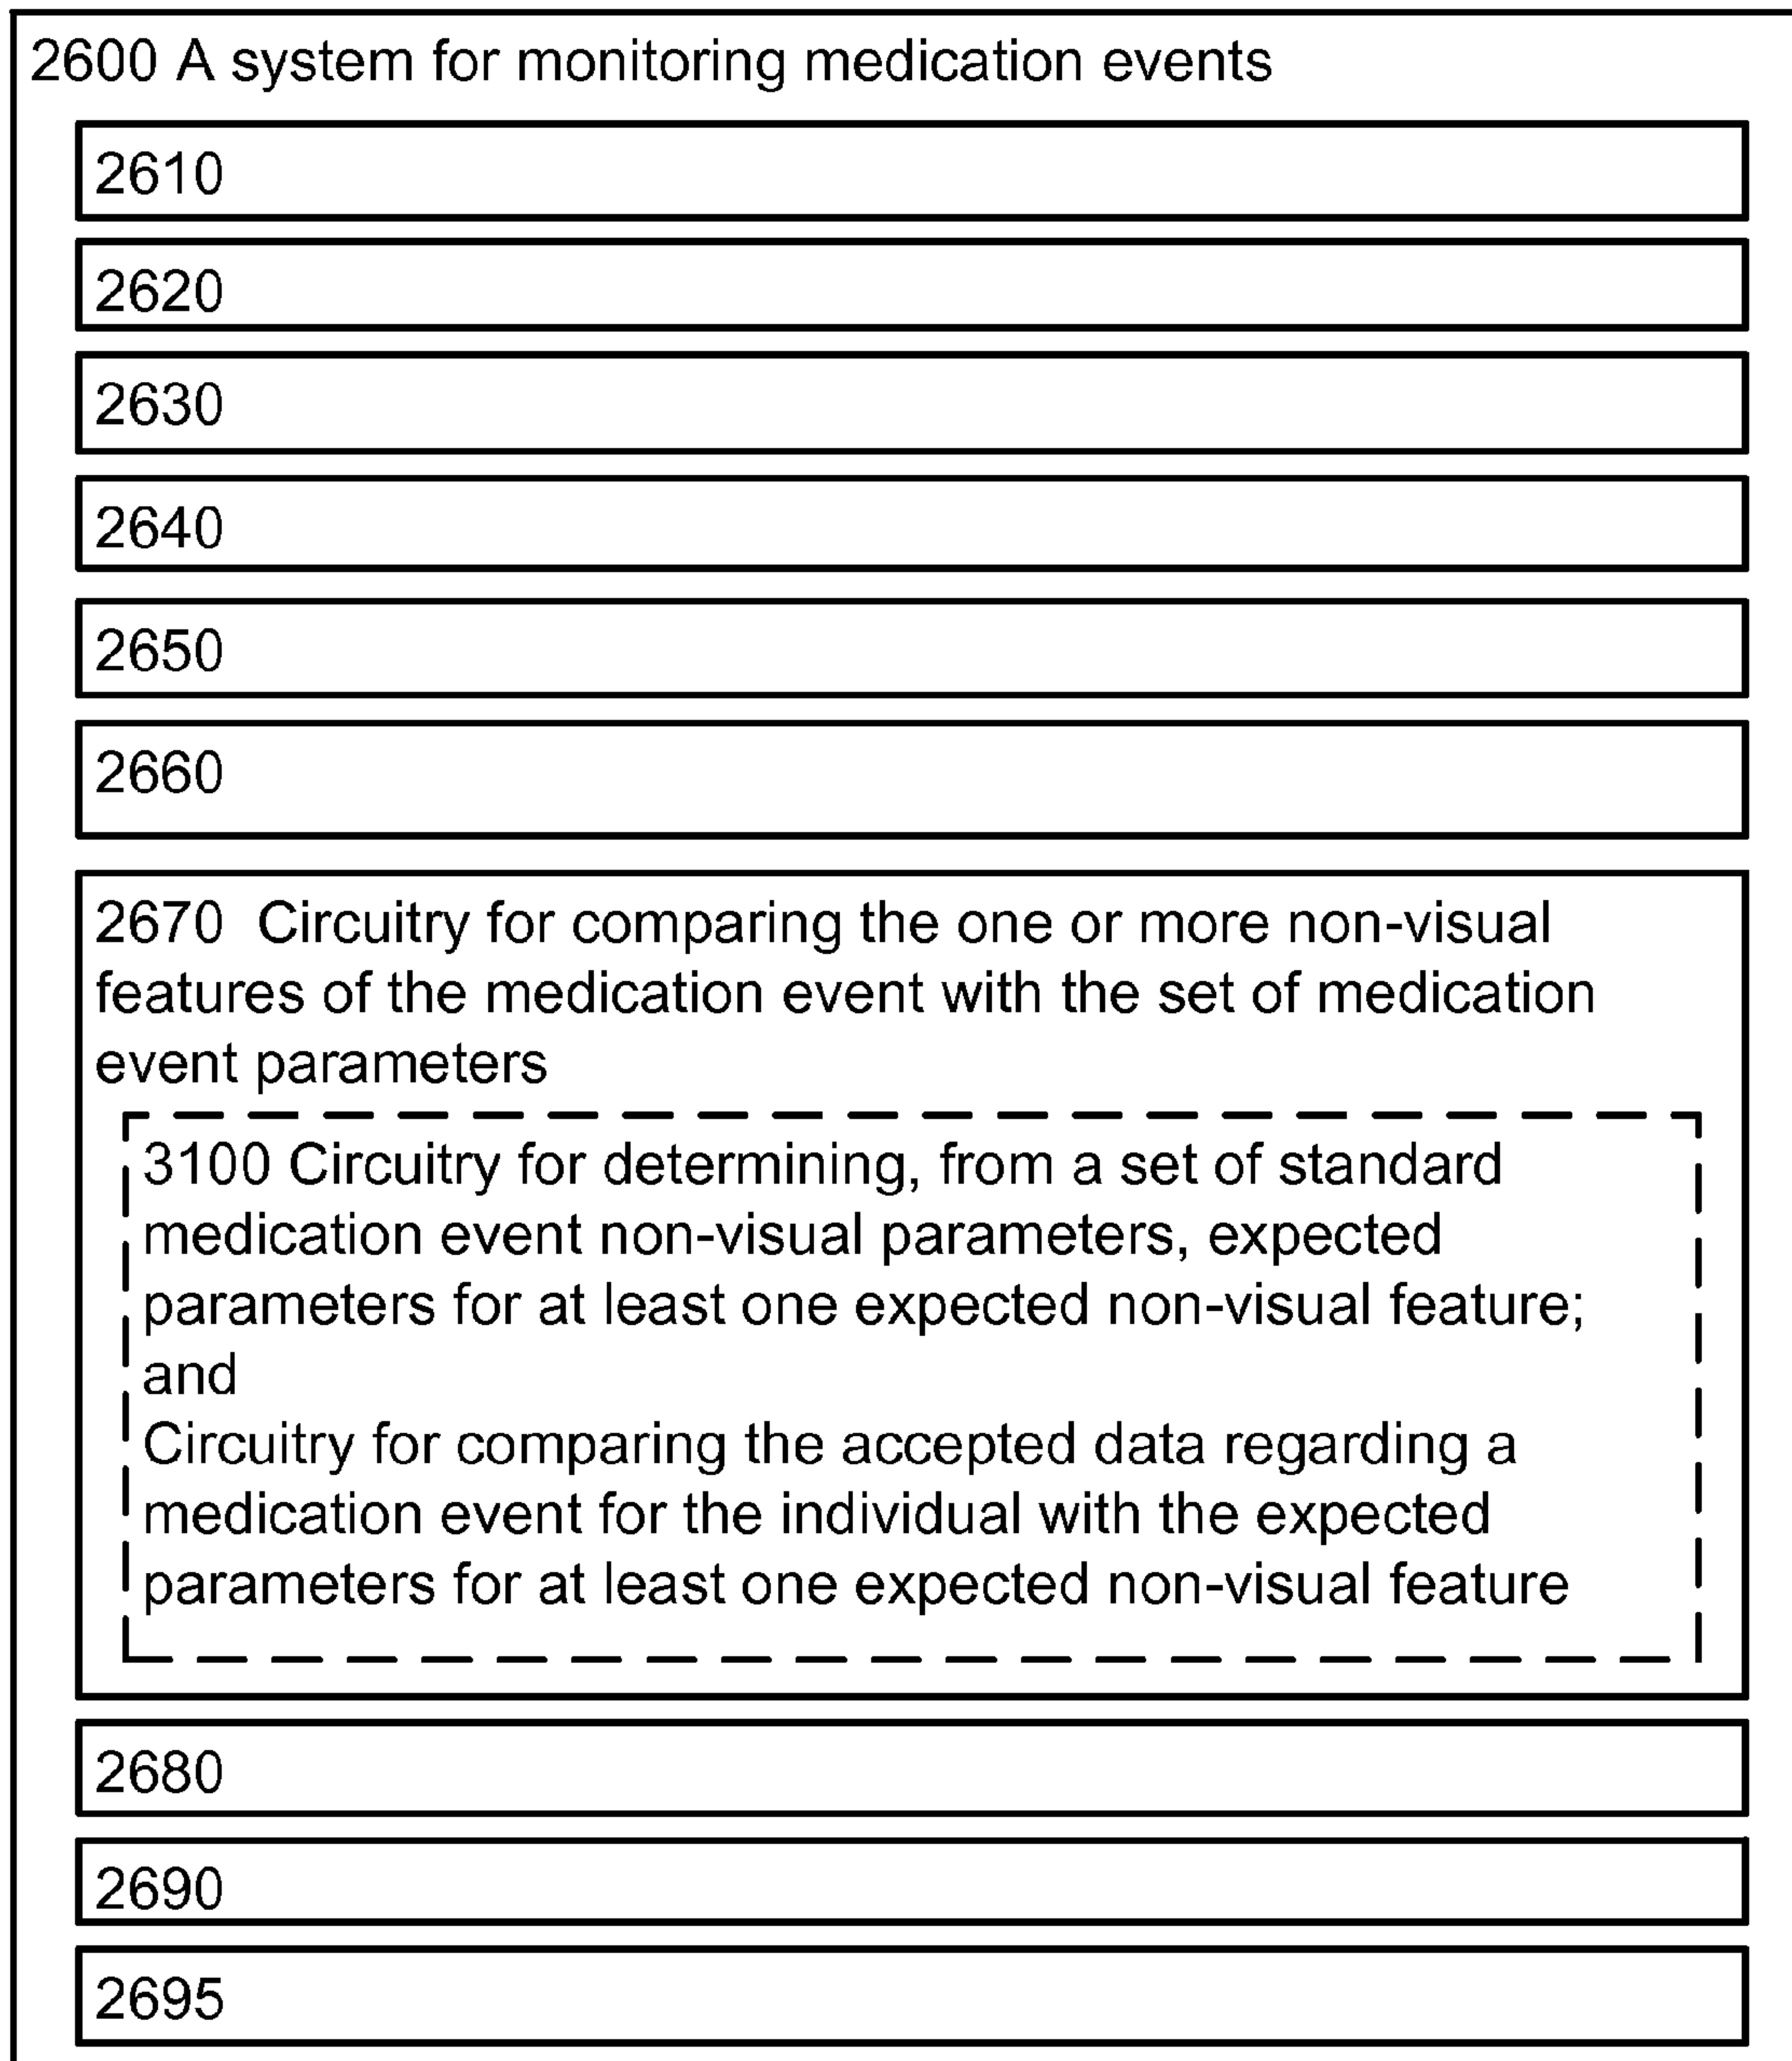 2600 A system for monitoring medication events
2610
2620
2630
2640
2650
2660
2670 Circuitry for comparing the one or more non-visual
features of the medication event with the set of medication
event parameters
3100 Circuitry for determining, from a set of standard
medication event non-visual parameters, expected
parameters for at least one expected non-visual feature;
and
Circuitry for comparing the accepted data regarding a
medication event for the individual with the expected
parameters for at least one expected non-visual feature
2680
2690
2695